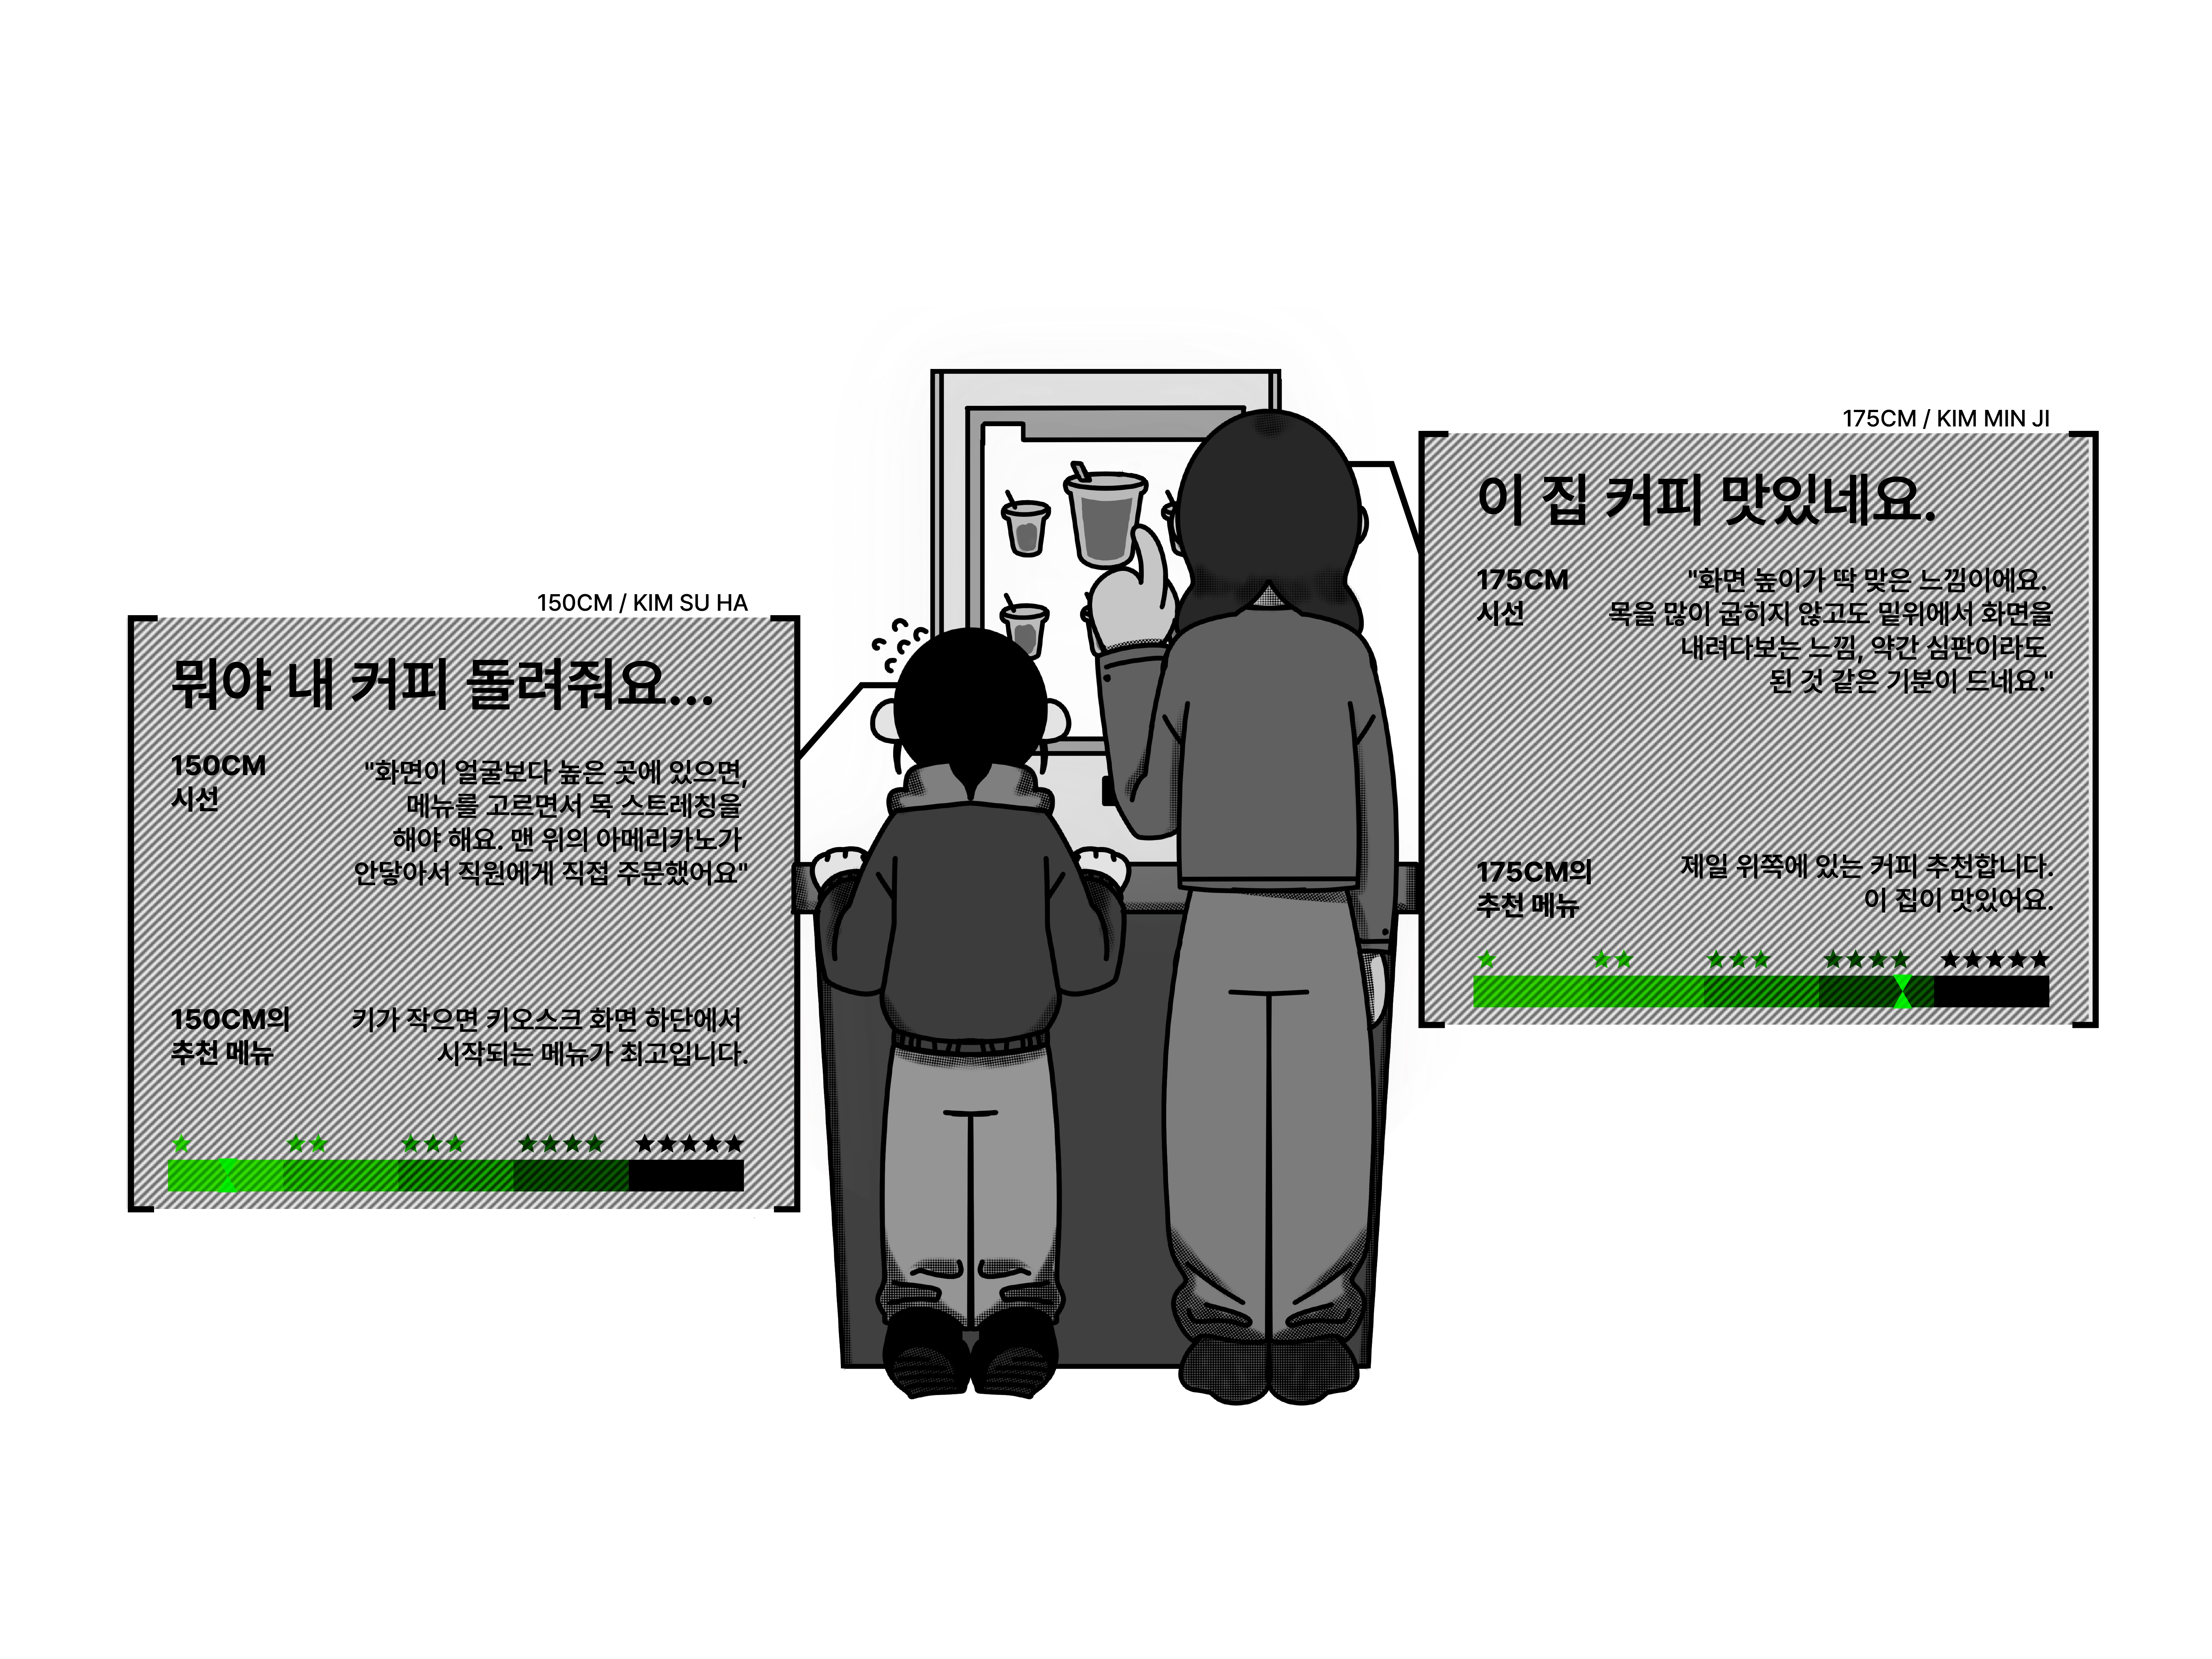 150CM / KIM SU HA
뭐야 내 커피 돌려줘요...
150CM
시선
"화면이 얼굴보다 높은 곳에 있으면,
메뉴를 고르면서 목 스트레칭을
해야 해요. 맨 위의 아메리카노가
안닿아서 직원에게 직접 주문했어요"
150CM의
추천 메뉴
키가 작으면 키오스크 화면 하단에서
시작되는 메뉴가 최고입니다.
★ ★★ ★★★ ★★★★ ★★★★★
175CM / KIM MIN JI
이 집 커피 맛있네요.
175CM
시선
"화면 높이가 딱 맞은 느낌이에요.
목을 많이 굽히지 않고도 밑위에서 화면을
내려다보는 느낌, 약간 심판이라도
된 것 같은 기분이 드네요."
175CM의
추천 메뉴
제일 위쪽에 있는 커피 추천합니다.
이 집이 맛있어요.
★ ★★ ★★★ ★★★★ ★★★★★